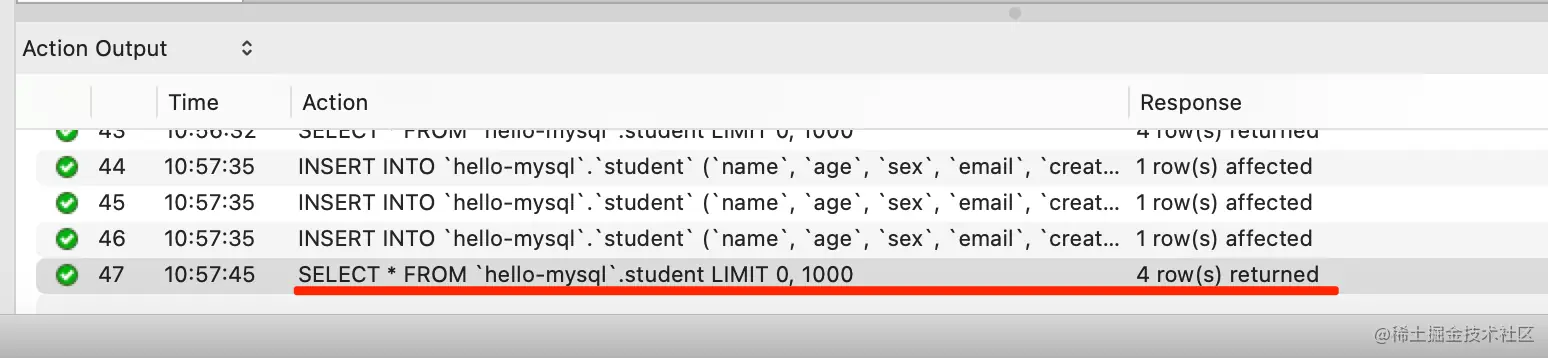 Action Output
Time Action Response
43 10:56:32 SELECT * FROM `hello-mysql`.student LIMIT 0, 1000 4 row(s) returned
44 10:57:35 INSERT INTO `hello-mysql`.`student` (`name`, `age`, `sex`, `email`, `creat... 1 row(s) affected
45 10:57:35 INSERT INTO `hello-mysql`.`student` (`name`, `age`, `sex`, `email`, `creat... 1 row(s) affected
46 10:57:35 INSERT INTO `hello-mysql`.`student` (`name`, `age`, `sex`, `email`, `creat... 1 row(s) affected
47 10:57:45 SELECT * FROM `hello-mysql`.student LIMIT 0, 1000 4 row(s) returned
@稀土掘金技术社区